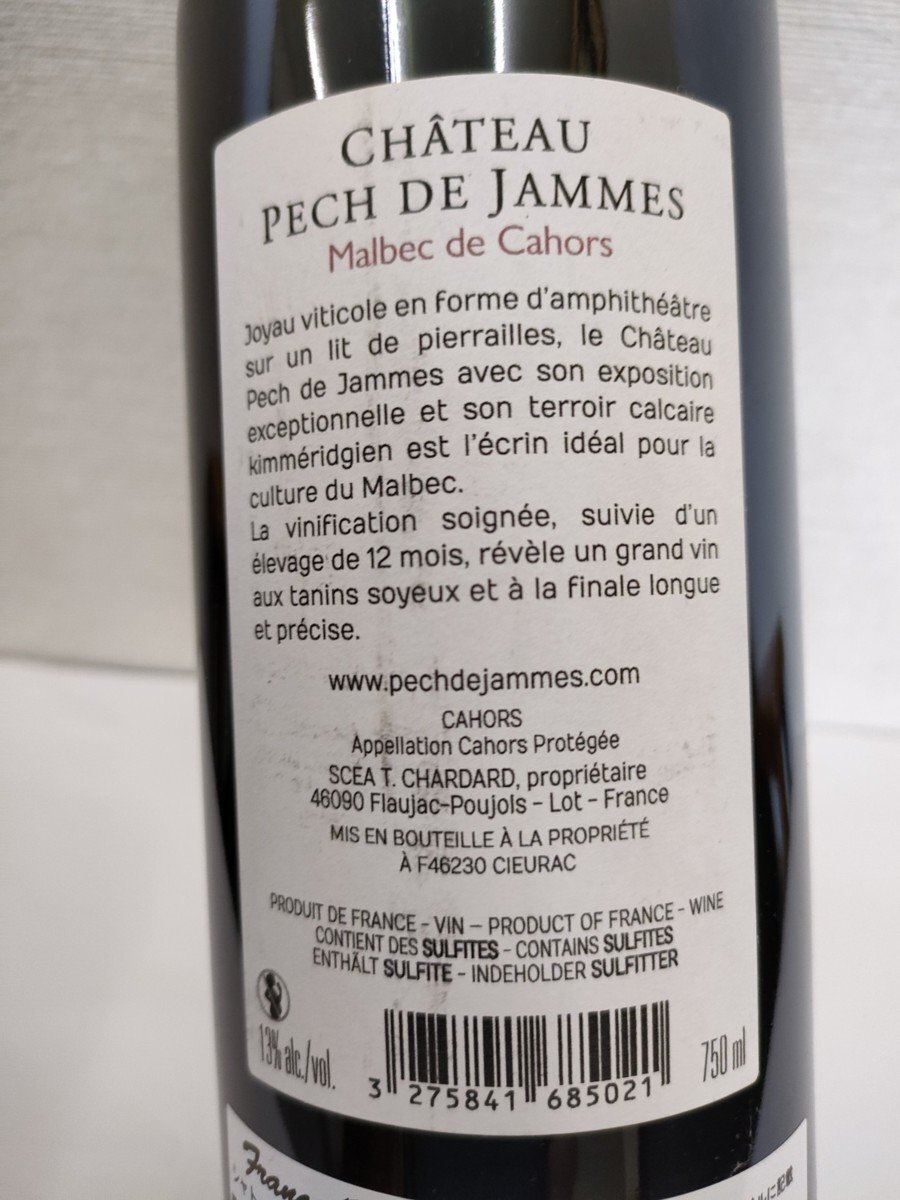 CHÂTEAU
PECH DE JAMMES
Malbec de Cahors
Joyau viticole en forme d'amphithéâtre
sur un lit de pierrailles, le Château
Pech de Jammes avec son exposition
exceptionnelle et son terroir calcaire
kimméridgien est l'écrin idéal pour la
culture du Malbec.
La vinification soignée, suivie d'un
élevage de 12 mois, révèle un grand vin
aux tanins soyeux et à la finale longue
et précise.
www.pechdejammes.com
CAHORS
Appellation Cahors Protégée
SCEA T. CHARDARD, propriétaire
46090 Flaujac-Poujols - Lot - France
MIS EN BOUTEILLE À LA PROPRIÉTÉ
À F46230 CIEURAC
PRODUIT DE FRANCE - VIN – PRODUCT OF FRANCE - WINE
CONTIENT DES SULFITES - CONTAINS SULFITES
ENTHÄLT SULFITE - INDEHOLDER SULFITTER
13% alc./vol.
750 ml
3 275841 685021